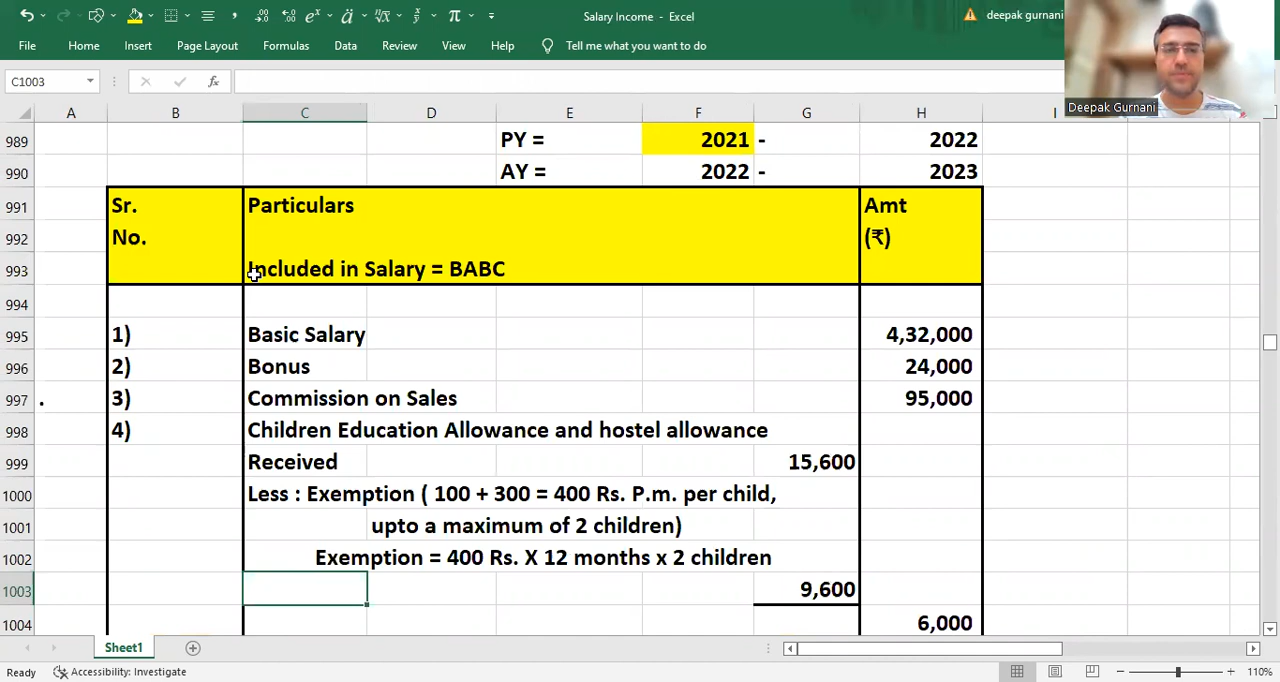 Salary Income - Excel
deepak gurnani
File Home Insert Page Layout Formulas Data Review View Help Tell me what you want to do
C1003 fx
Deepak Gurnani
A B C D E F G H I
989 PY = 2021 - 2022
990 AY = 2022 - 2023
991 Sr. Particulars Amt
992 No. (₹)
993 Included in Salary = BABC
994
995 1) Basic Salary 4,32,000
996 2) Bonus 24,000
997 . 3) Commission on Sales 95,000
998 4) Children Education Allowance and hostel allowance
999 Received 15,600
1000 Less : Exemption ( 100 + 300 = 400 Rs. P.m. per child,
1001 upto a maximum of 2 children)
1002 Exemption = 400 Rs. X 12 months x 2 children
1003 9,600
1004 6,000
Sheet1
Ready Accessibility: Investigate 110%